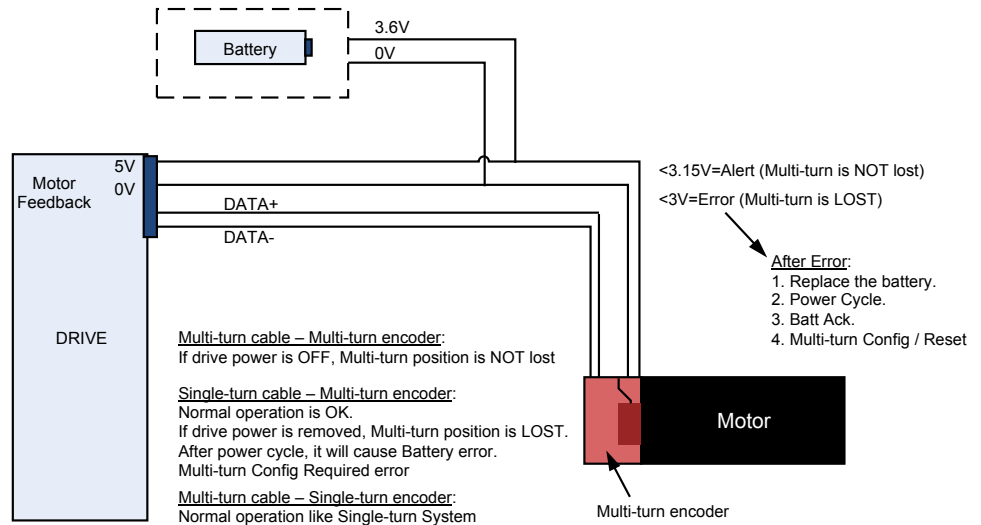 3.6V
Battery
0V
5V
Motor
Feedback
0V
DATA+
DATA-
<3.15V=Alert (Multi-turn is NOT lost)
<3V=Error (Multi-turn is LOST)
After Error:
1. Replace the battery.
2. Power Cycle.
3. Batt Ack.
4. Multi-turn Config / Reset
DRIVE
Multi-turn cable – Multi-turn encoder:
If drive power is OFF, Multi-turn position is NOT lost
Single-turn cable – Multi-turn encoder:
Normal operation is OK.
If drive power is removed, Multi-turn position is LOST.
After power cycle, it will cause Battery error.
Multi-turn Config Required error
Multi-turn cable – Single-turn encoder:
Normal operation like Single-turn System
Motor
Multi-turn encoder